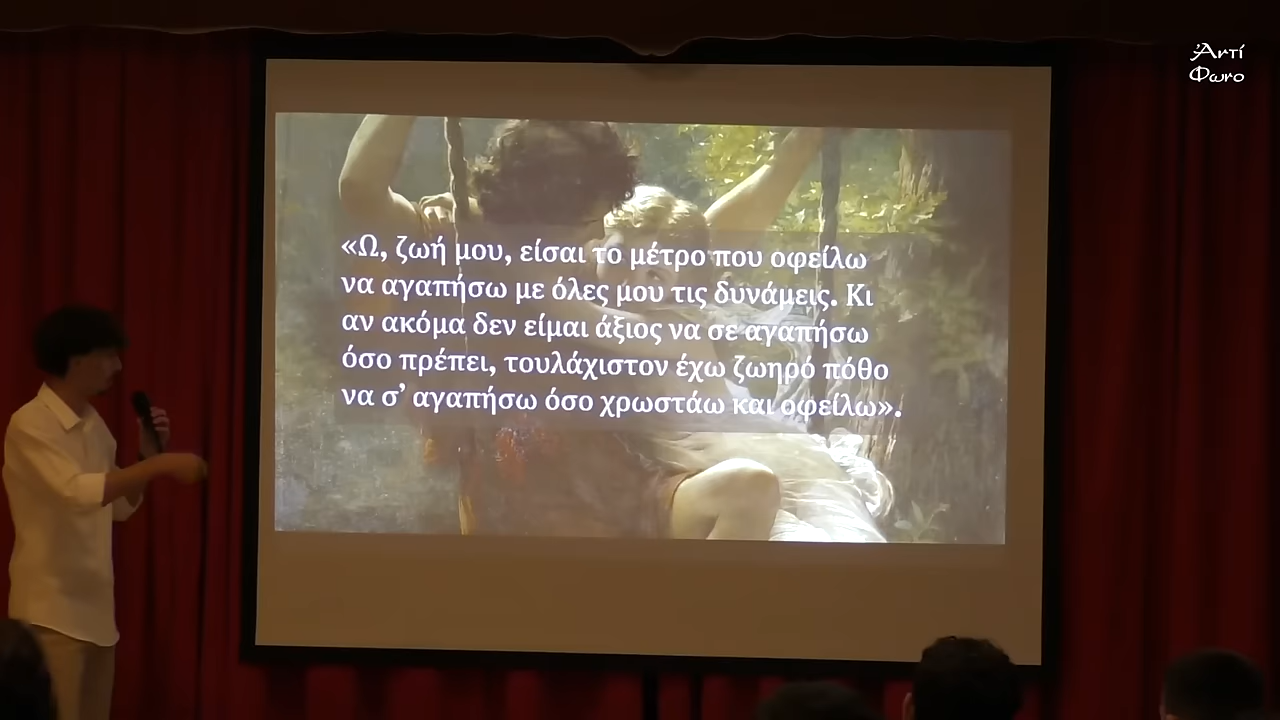 Ἀρτί
Φωτο
«Ω, ζωή μου, είσαι το μέτρο που οφείλω
να αγαπήσω με όλες μου τις δυνάμεις. Κι
αν ακόμα δεν είμαι άξιος να σε αγαπήσω
όσο πρέπει, τουλάχιστον έχω ζωηρό πόθο
να σ’ αγαπήσω όσο χρωστάω και οφείλω».